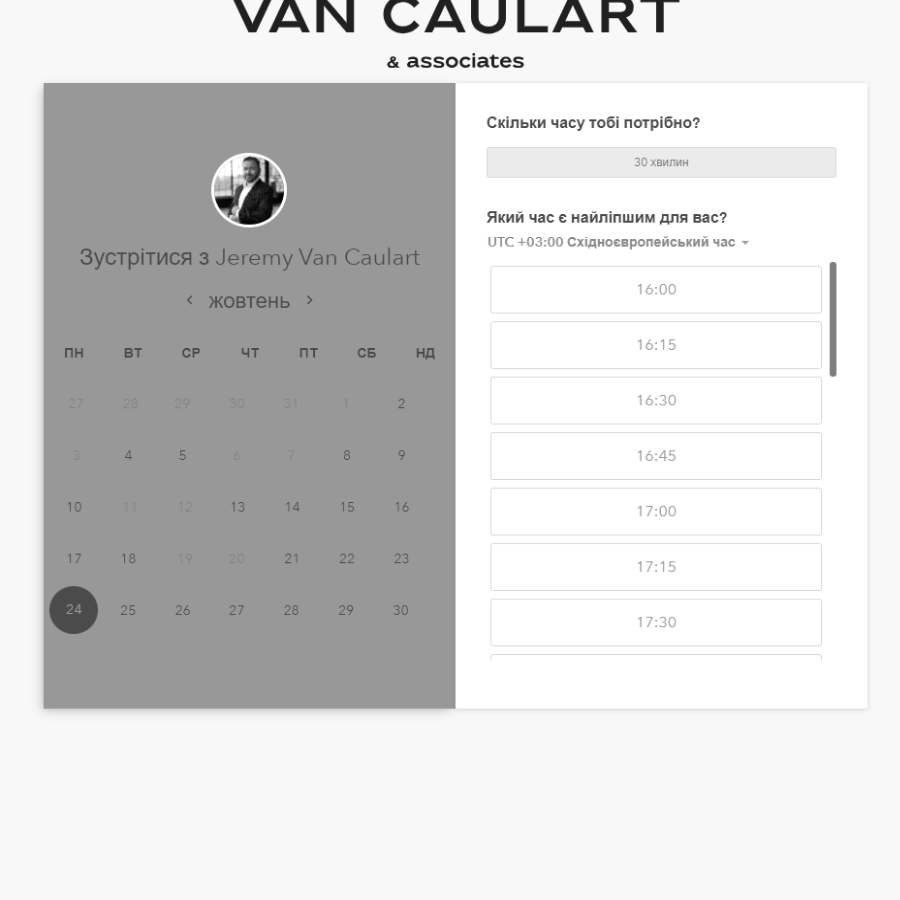 VAN CAULART
& associates
Зустрітися з Jeremy Van Caulart
жовтень
ПН ВТ СР ЧТ ПТ СБ НД
27 28 29 30 31 1 2
3 4 5 6 7 8 9
10 11 12 13 14 15 16
17 18 19 20 21 22 23
24 25 26 27 28 29 30
Скільки часу тобі потрібно?
30 хвилин
Який час є найліпшим для вас?
UTC +03:00 Східноєвропейський час
16:00
16:15
16:30
16:45
17:00
17:15
17:30